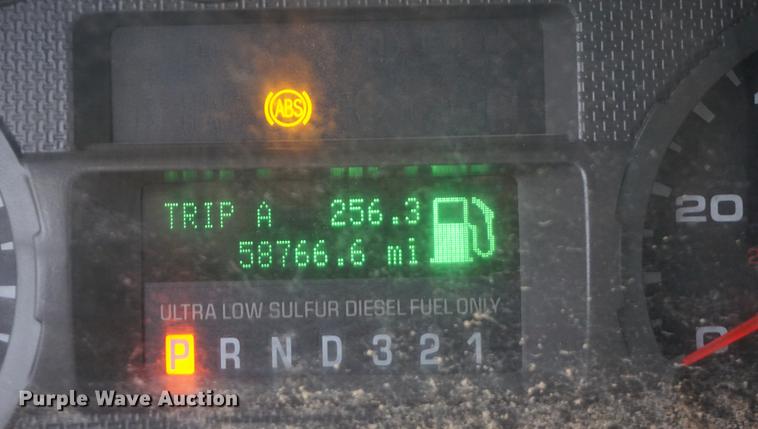 ABS
TRIP A 256.3
58766.6 mi
ULTRA LOW SULFUR DIESEL FUEL ONLY
P R N D 3 2 1
20
0
Purple Wave Auction